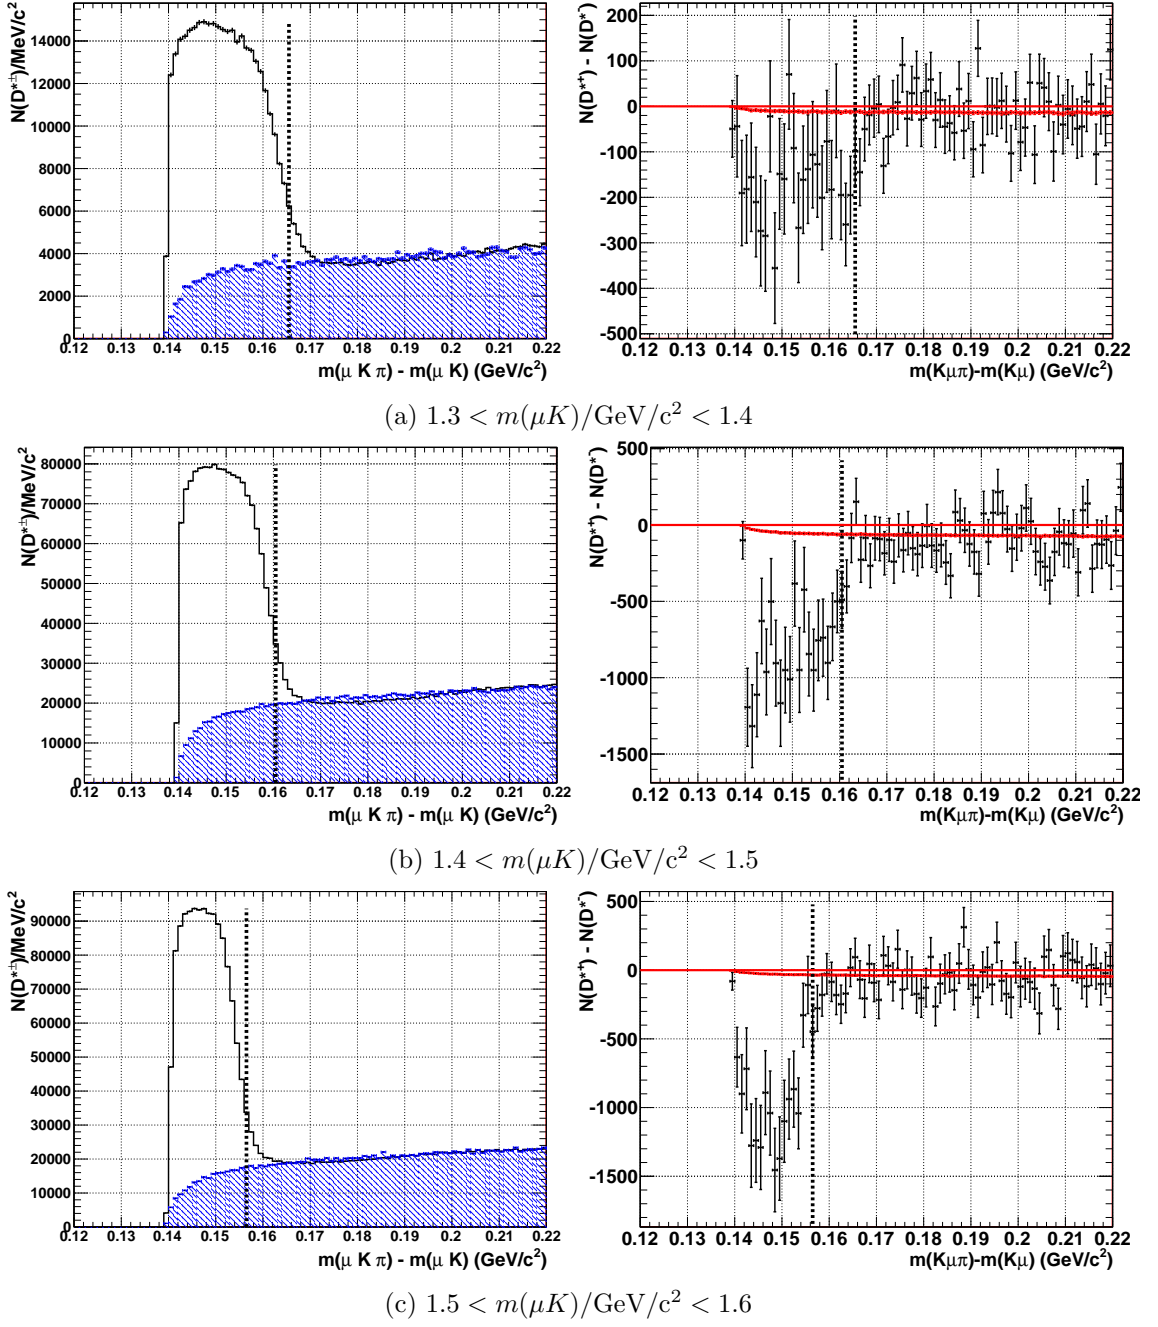 N(D*±)/MeV/c²
14000
12000
10000
8000
6000
4000
2000
0
0.12 0.13 0.14 0.15 0.16 0.17 0.18 0.19 0.2 0.21 0.22
m(μ K π) - m(μ K) (GeV/c²)
N(D*⁺) - N(D*⁻)
200
100
0
-100
-200
-300
-400
-500
0.12 0.13 0.14 0.15 0.16 0.17 0.18 0.19 0.2 0.21 0.22
m(Kμπ)-m(Kμ) (GeV/c²)
(a) 1.3 < m(μK)/GeV/c² < 1.4
N(D*±)/MeV/c²
80000
70000
60000
50000
40000
30000
20000
10000
0
0.12 0.13 0.14 0.15 0.16 0.17 0.18 0.19 0.2 0.21 0.22
m(μ K π) - m(μ K) (GeV/c²)
N(D*⁺) - N(D*⁻)
500
0
-500
-1000
-1500
0.12 0.13 0.14 0.15 0.16 0.17 0.18 0.19 0.2 0.21 0.22
m(Kμπ)-m(Kμ) (GeV/c²)
(b) 1.4 < m(μK)/GeV/c² < 1.5
N(D*±)/MeV/c²
90000
80000
70000
60000
50000
40000
30000
20000
10000
0
0.12 0.13 0.14 0.15 0.16 0.17 0.18 0.19 0.2 0.21 0.22
m(μ K π) - m(μ K) (GeV/c²)
N(D*⁺) - N(D*⁻)
500
0
-500
-1000
-1500
0.12 0.13 0.14 0.15 0.16 0.17 0.18 0.19 0.2 0.21 0.22
m(Kμπ)-m(Kμ) (GeV/c²)
(c) 1.5 < m(μK)/GeV/c² < 1.6